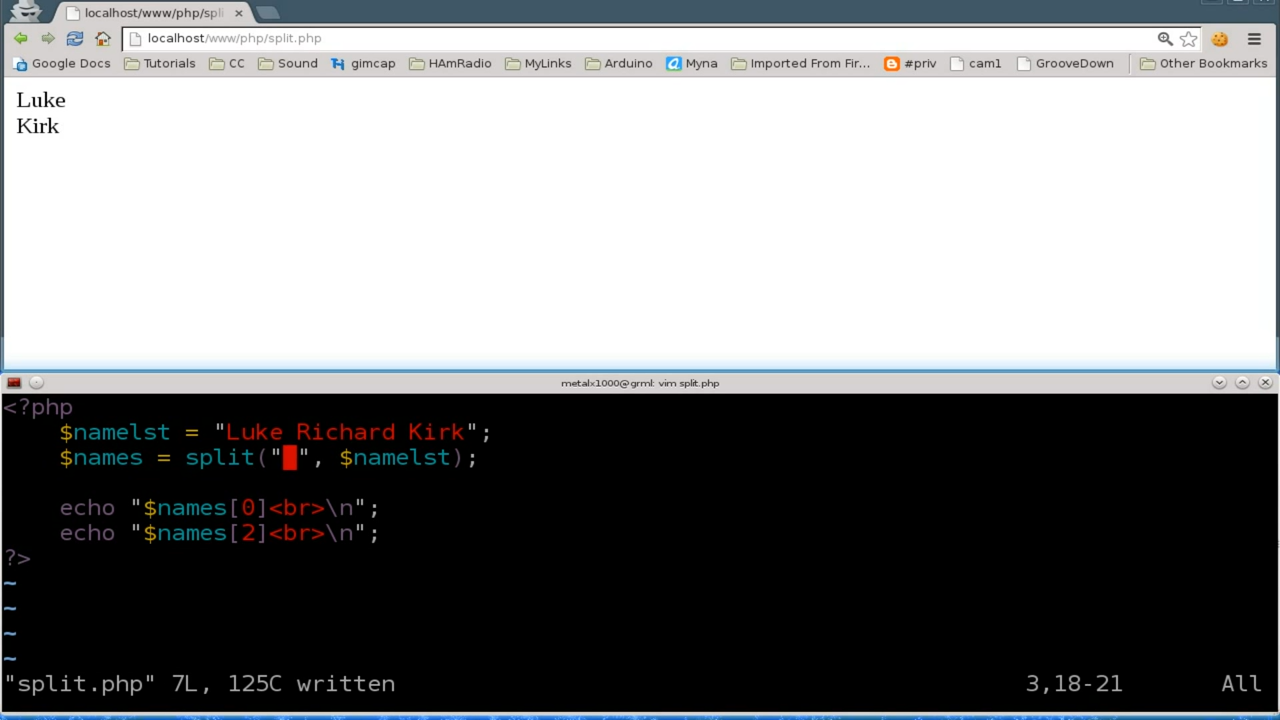 localhost/www/php/spli
localhost/www/php/split.php
Google Docs Tutorials CC Sound gimcap HAmRadio MyLinks Arduino Myna Imported From Fir... #priv cam1 GrooveDown Other Bookmarks
Luke
Kirk
metalx1000@grml: vim split.php
<?php
$namelst = "Luke Richard Kirk";
$names = split(" ", $namelst);
echo "$names[0]<br>\n";
echo "$names[2]<br>\n";
?>
~
~
~
~
"split.php" 7L, 125C written 3,18-21 All